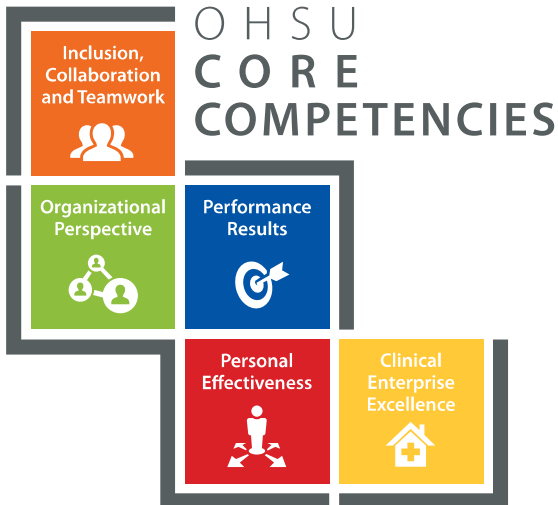 OHSU
CORE
COMPETENCIES
Inclusion,
Collaboration
and Teamwork
Organizational
Perspective
Performance
Results
Personal
Effectiveness
Clinical
Enterprise
Excellence